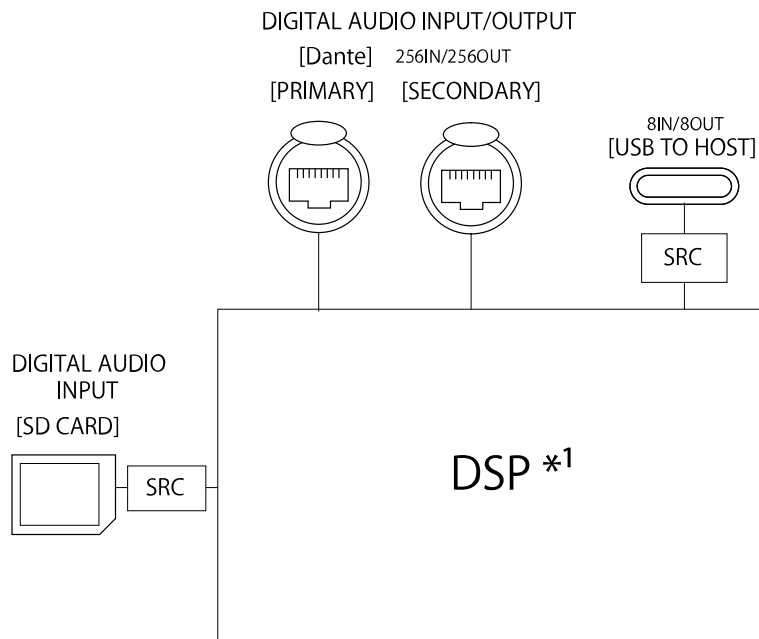 DIGITAL AUDIO INPUT/OUTPUT
[Dante] 256IN/256OUT
[PRIMARY] [SECONDARY]
8IN/8OUT
[USB TO HOST]
SRC
DIGITAL AUDIO
INPUT
[SD CARD]
SRC
DSP *¹